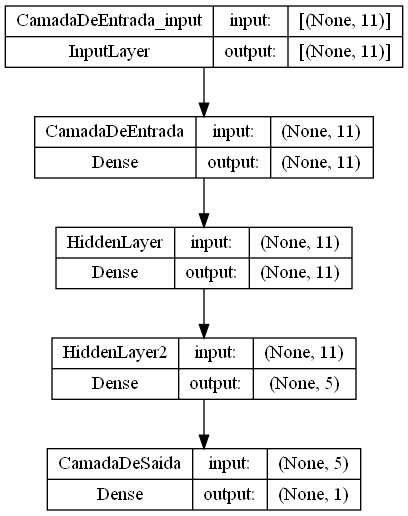 CamadaDeEntrada_input input: [(None, 11)]
InputLayer output: [(None, 11)]
CamadaDeEntrada input: (None, 11)
Dense output: (None, 11)
HiddenLayer input: (None, 11)
Dense output: (None, 11)
HiddenLayer2 input: (None, 11)
Dense output: (None, 5)
CamadaDeSaida input: (None, 5)
Dense output: (None, 1)